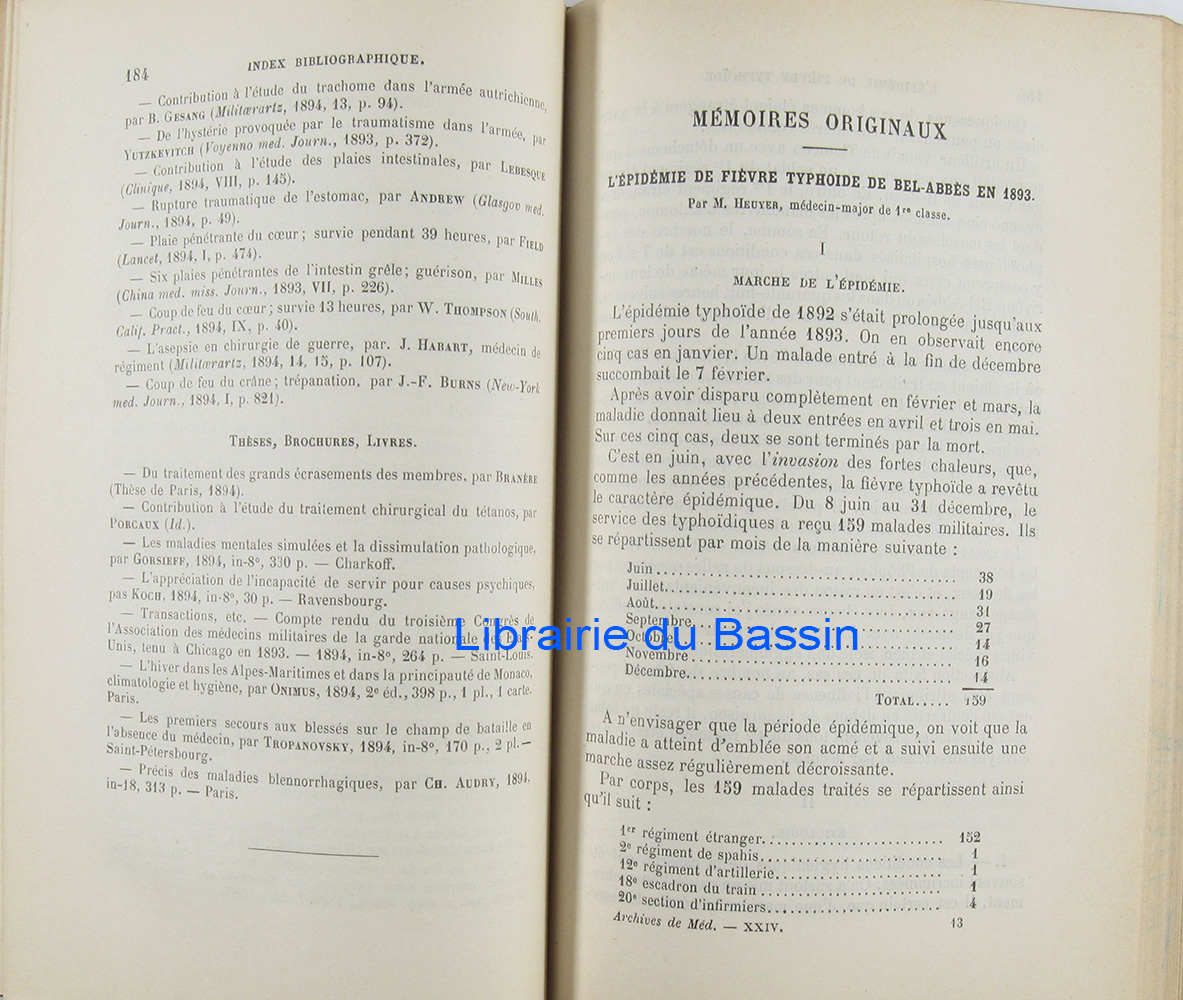 184
INDEX BIBLIOGRAPHIQUE.
— Contribution à l'étude du trachome dans l'armée autrichienne,
par B. GESANG (Militærartz, 1894, 13, p. 94).
— De l'hystérie provoquée par le traumatisme dans l'armée, par
YUTZKEVITCH (Voyenno med. Journ., 1893, p. 372).
— Contribution à l'étude des plaies intestinales, par LEBESQUE
(Clinique, 1894, VIII, p. 145).
— Rupture traumatique de l'estomac, par ANDREW (Glasgov med.
Journ., 1894, p. 49).
— Plaie pénétrante du cœur; survie pendant 39 heures, par FIELD
(Lancet, 1894, I, p. 474).
— Six plaies pénétrantes de l'intestin grêle; guérison, par MILLES
(China med. miss. Journ., 1893, VII, p. 226).
— Coup de feu du cœur; survie 13 heures, par W. THOMPSON (South.
Calif. Pract., 1894, IX, p. 40).
— L'asepsie en chirurgie de guerre, par. J. HABART, médecin de
régiment (Militærartz, 1894, 14, 15, p. 107).
— Coup de feu du crâne; trépanation, par J.-F. BURNS (New-York
med. Journ., 1894, I, p. 821).
THÈSES, BROCHURES, LIVRES.
— Du traitement des grands écrasements des membres, par BRANÈRE
(Thèse de Paris, 1894).
— Contribution à l'étude du traitement chirurgical du tétanos, par
PORCAUX (Id.).
— Les maladies mentales simulées et la dissimulation pathologique,
par GORSIEFF, 1894, in-8°, 330 p. — Charkoff.
— L'appréciation de l'incapacité de servir pour causes psychiques,
pas KOCH, 1894, in-8°, 30 p. — Ravensbourg.
— Transactions, etc. — Compte rendu du troisième Congrès de
l'Association des médecins militaires de la garde nationale des États-
Unis, tenu à Chicago en 1893. — 1894, in-8°, 264 p. — Saint-Louis.
— L'hiver dans les Alpes-Maritimes et dans la principauté de Monaco,
climatologie et hygiène, par ONIMUS, 1894, 2e éd., 398 p., 1 pl., 1 carte.
Paris.
— Les premiers secours aux blessés sur le champ de bataille en
l'absence du médecin, par TROPANOVSKY, 1894, in-8°, 170 p., 2 pl.—
Saint-Pétersbourg.
— Précis des maladies blennorrhagiques, par CH. AUDRY, 1894,
in-18, 313 p. — Paris.
MÉMOIRES ORIGINAUX
L'ÉPIDÉMIE DE FIÈVRE TYPHOIDE DE BEL-ABBÈS EN 1893.
Par M. HEUYER, médecin-major de 1re classe.
I
MARCHE DE L'ÉPIDÉMIE.
L'épidémie typhoïde de 1892 s'était prolongée jusqu'aux
premiers jours de l'année 1893. On en observait encore
cinq cas en janvier. Un malade entré à la fin de décembre
succombait le 7 février.
Après avoir disparu complètement en février et mars, la
maladie donnait lieu à deux entrées en avril et trois en mai.
Sur ces cinq cas, deux se sont terminés par la mort.
C'est en juin, avec l'invasion des fortes chaleurs, que,
comme les années précédentes, la fièvre typhoïde a revêtu
le caractère épidémique. Du 8 juin au 31 décembre, le
service des typhoïdiques a reçu 159 malades militaires. Ils
se répartissent par mois de la manière suivante :
Juin........ 38
Juillet........ 19
Août........ 31
Septembre........ 27
Octobre........ 14
Novembre........ 16
Décembre........ 14
TOTAL..... 159
A n'envisager que la période épidémique, on voit que la
maladie a atteint d'emblée son acmé et a suivi ensuite une
marche assez régulièrement décroissante.
Par corps, les 159 malades traités se répartissent ainsi
qu'il suit :
1er régiment étranger........ 152
2e régiment de spahis........ 1
12e régiment d'artillerie........ 1
18e escadron du train........ 1
20e section d'infirmiers........ 4
Archives de Méd. — XXIV.
13
Librairie du Bassin